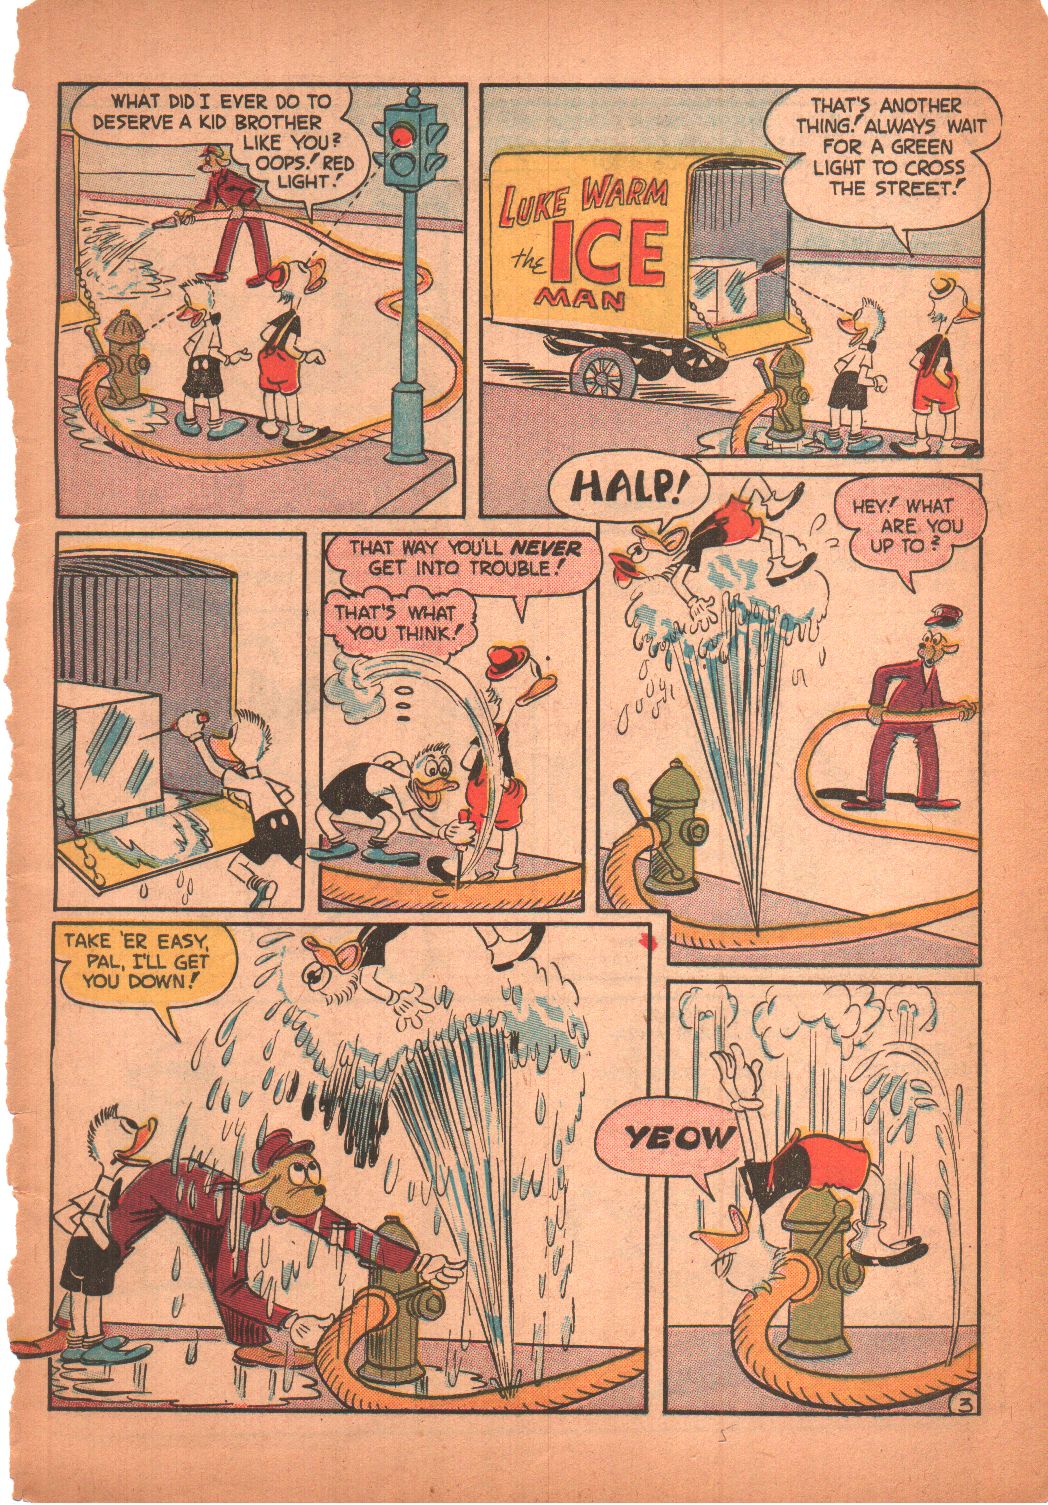 WHAT DID I EVER DO TO
DESERVE A KID BROTHER
LIKE YOU?
OOPS! RED
LIGHT!
THAT'S ANOTHER
THING! ALWAYS WAIT
FOR A GREEN
LIGHT TO CROSS
THE STREET!
LUKE WARM
the ICE
MAN
THAT WAY YOU'LL NEVER
GET INTO TROUBLE!
THAT'S WHAT
YOU THINK!
HALP!
HEY! WHAT
ARE YOU
UP TO?
TAKE 'ER EASY,
PAL, I'LL GET
YOU DOWN!
YEOW
3